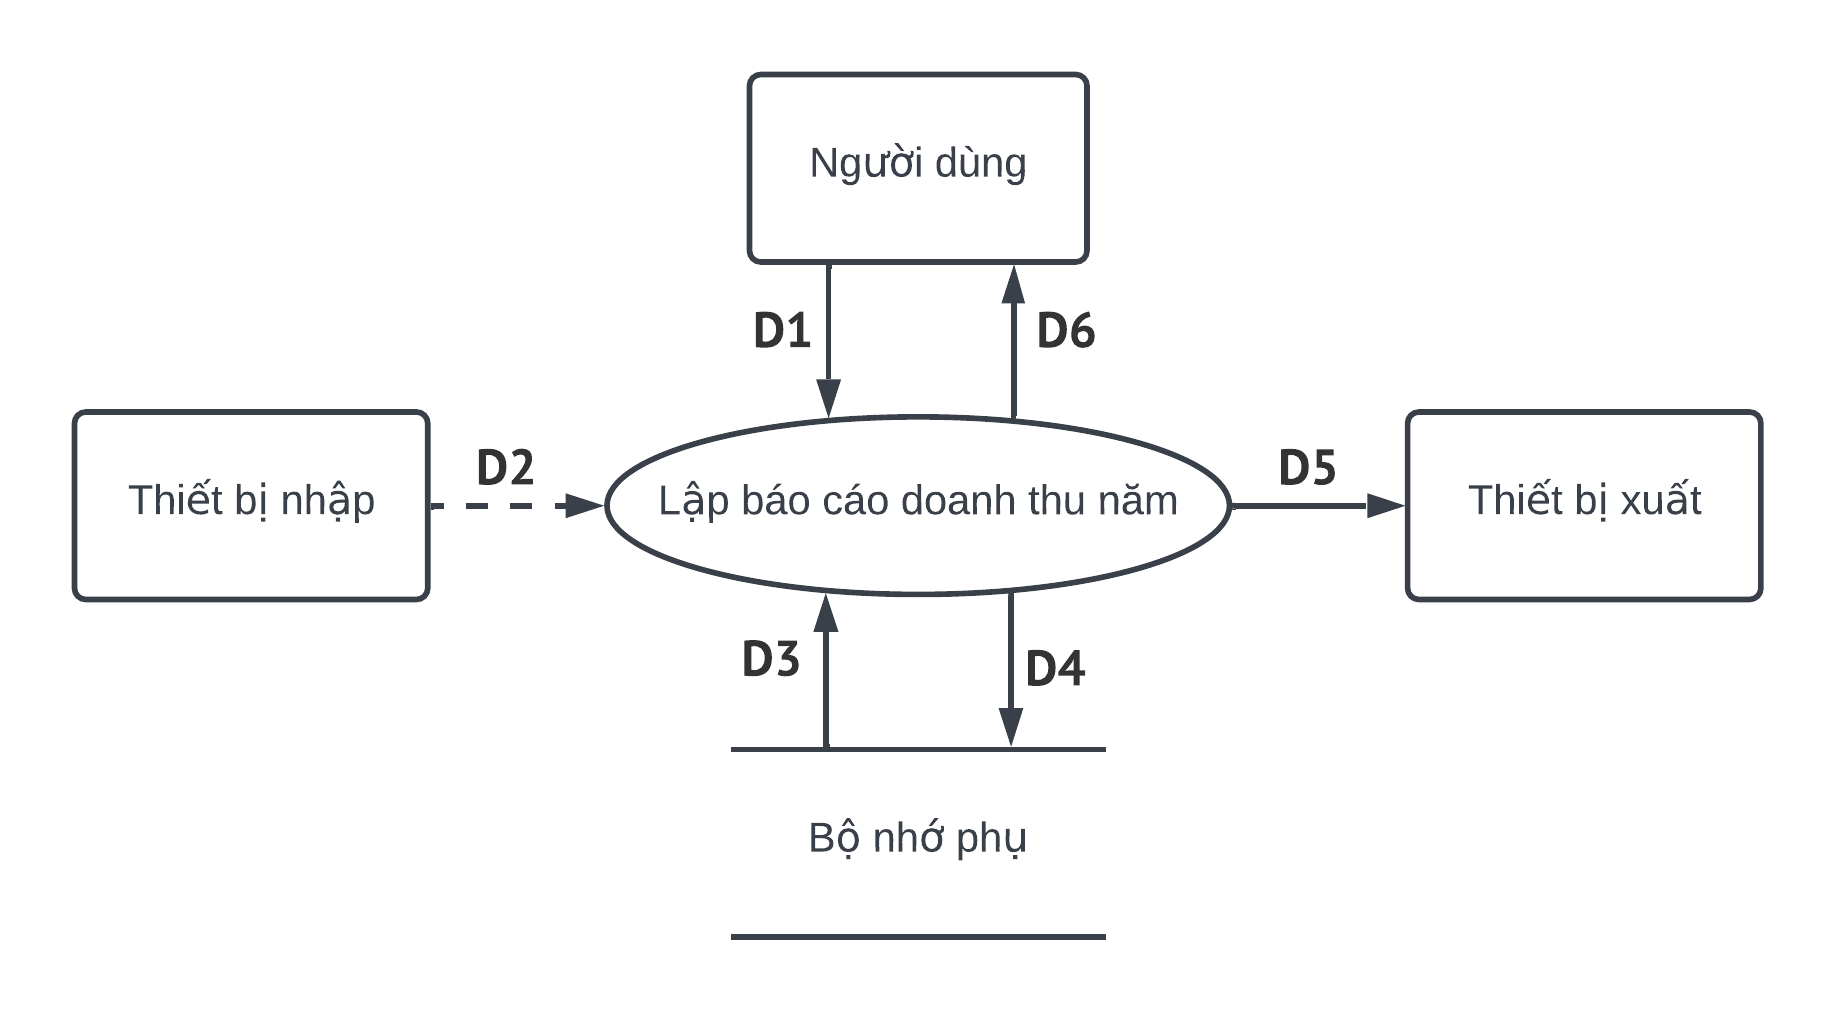 Người dùng
D1
D6
Thiết bị nhập
D2
Lập báo cáo doanh thu năm
D5
Thiết bị xuất
D3
D4
Bộ nhớ phụ